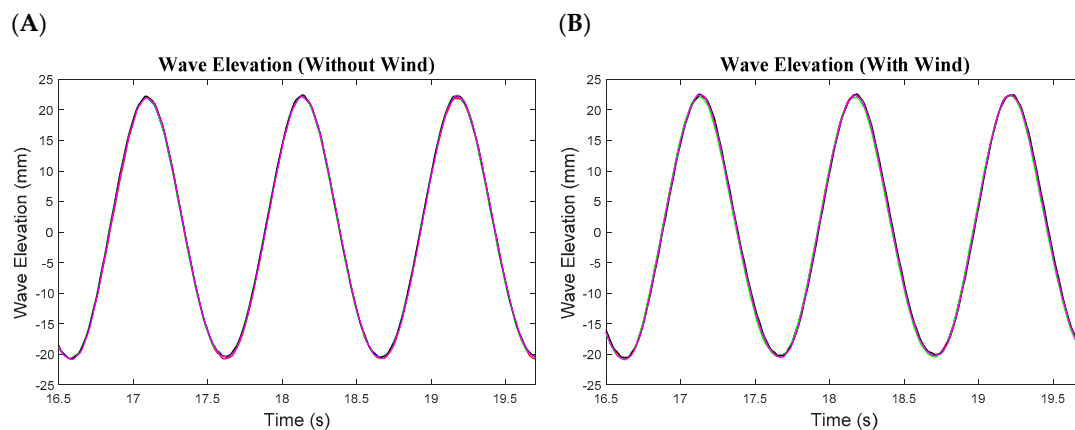 (A)
Wave Elevation (Without Wind)
Wave Elevation (mm)
25
20
15
10
5
0
-5
-10
-15
-20
-25
16.5 17 17.5 18 18.5 19 19.5
Time (s)
(B)
Wave Elevation (With Wind)
Wave Elevation (mm)
25
20
15
10
5
0
-5
-10
-15
-20
-25
16.5 17 17.5 18 18.5 19 19.5
Time (s)